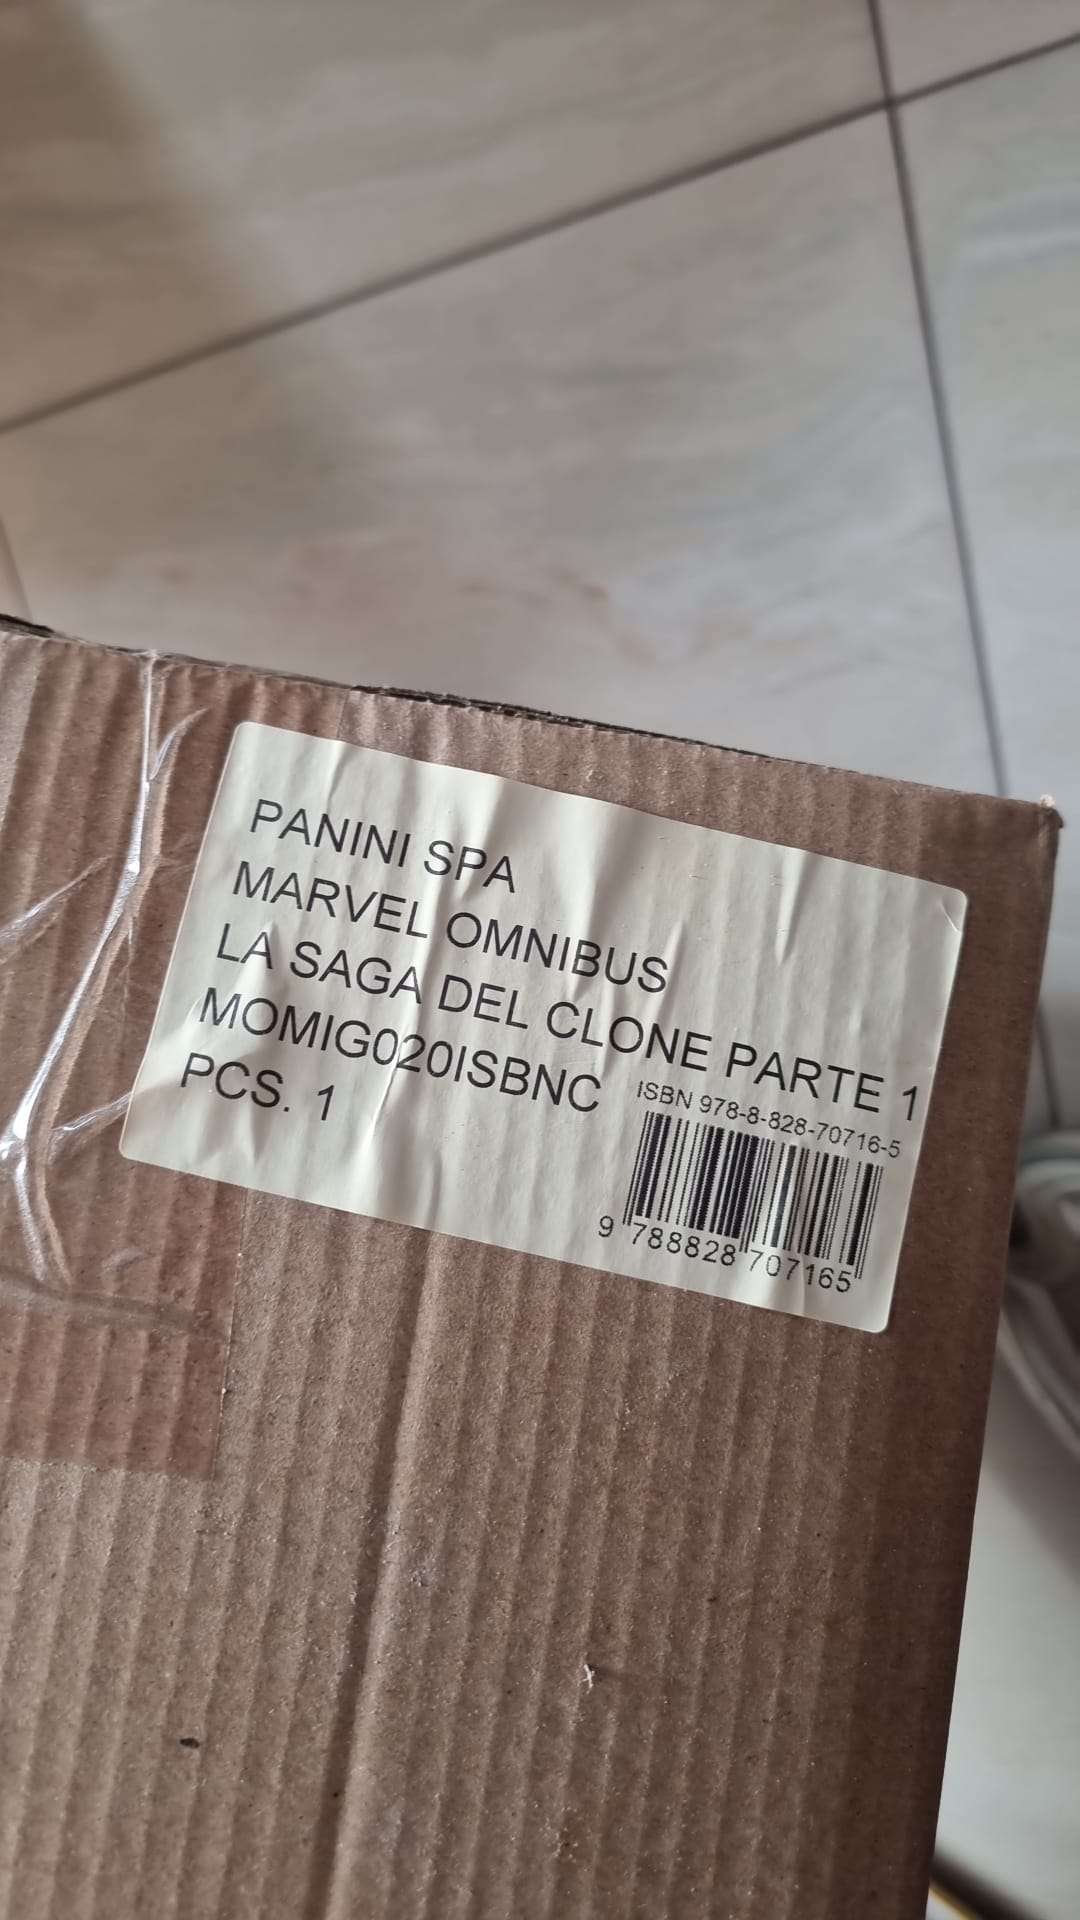 PANINI SPA
MARVEL OMNIBUS
LA SAGA DEL CLONE PARTE 1
MOMIG020ISBNC
PCS. 1
ISBN 978-8-828-70716-5
9 788828 707165